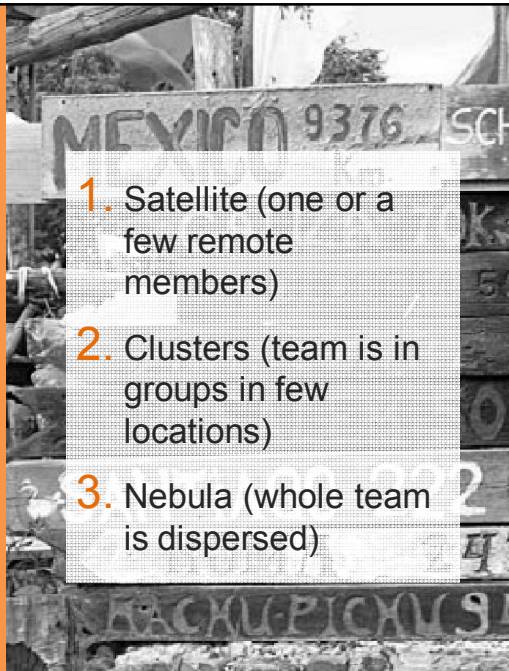 MEXICO 9376 SCH
1. Satellite (one or a
few remote
members)
2. Clusters (team is in
groups in few
locations)
3. Nebula (whole team
is dispersed)